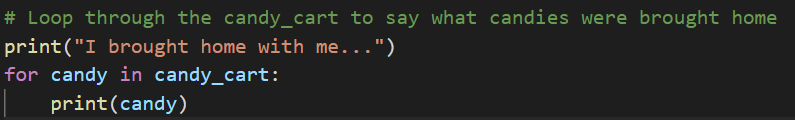 # Loop through the candy_cart to say what candies were brought home
print("I brought home with me...")
for candy in candy_cart:
    print(candy)